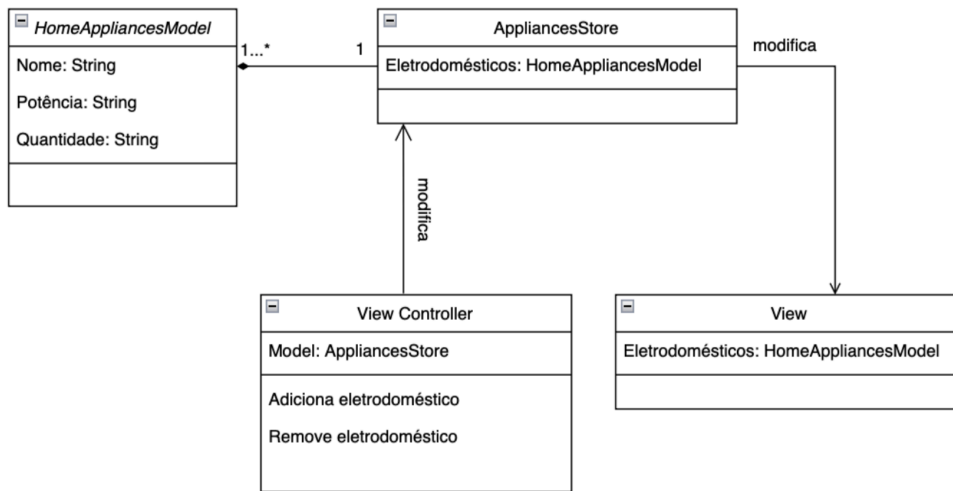 HomeAppliancesModel
Nome: String
Potência: String
Quantidade: String
1...*
1
AppliancesStore
Eletrodomésticos: HomeAppliancesModel
modifica
modifica
View Controller
Model: AppliancesStore
Adiciona eletrodoméstico
Remove eletrodoméstico
View
Eletrodomésticos: HomeAppliancesModel